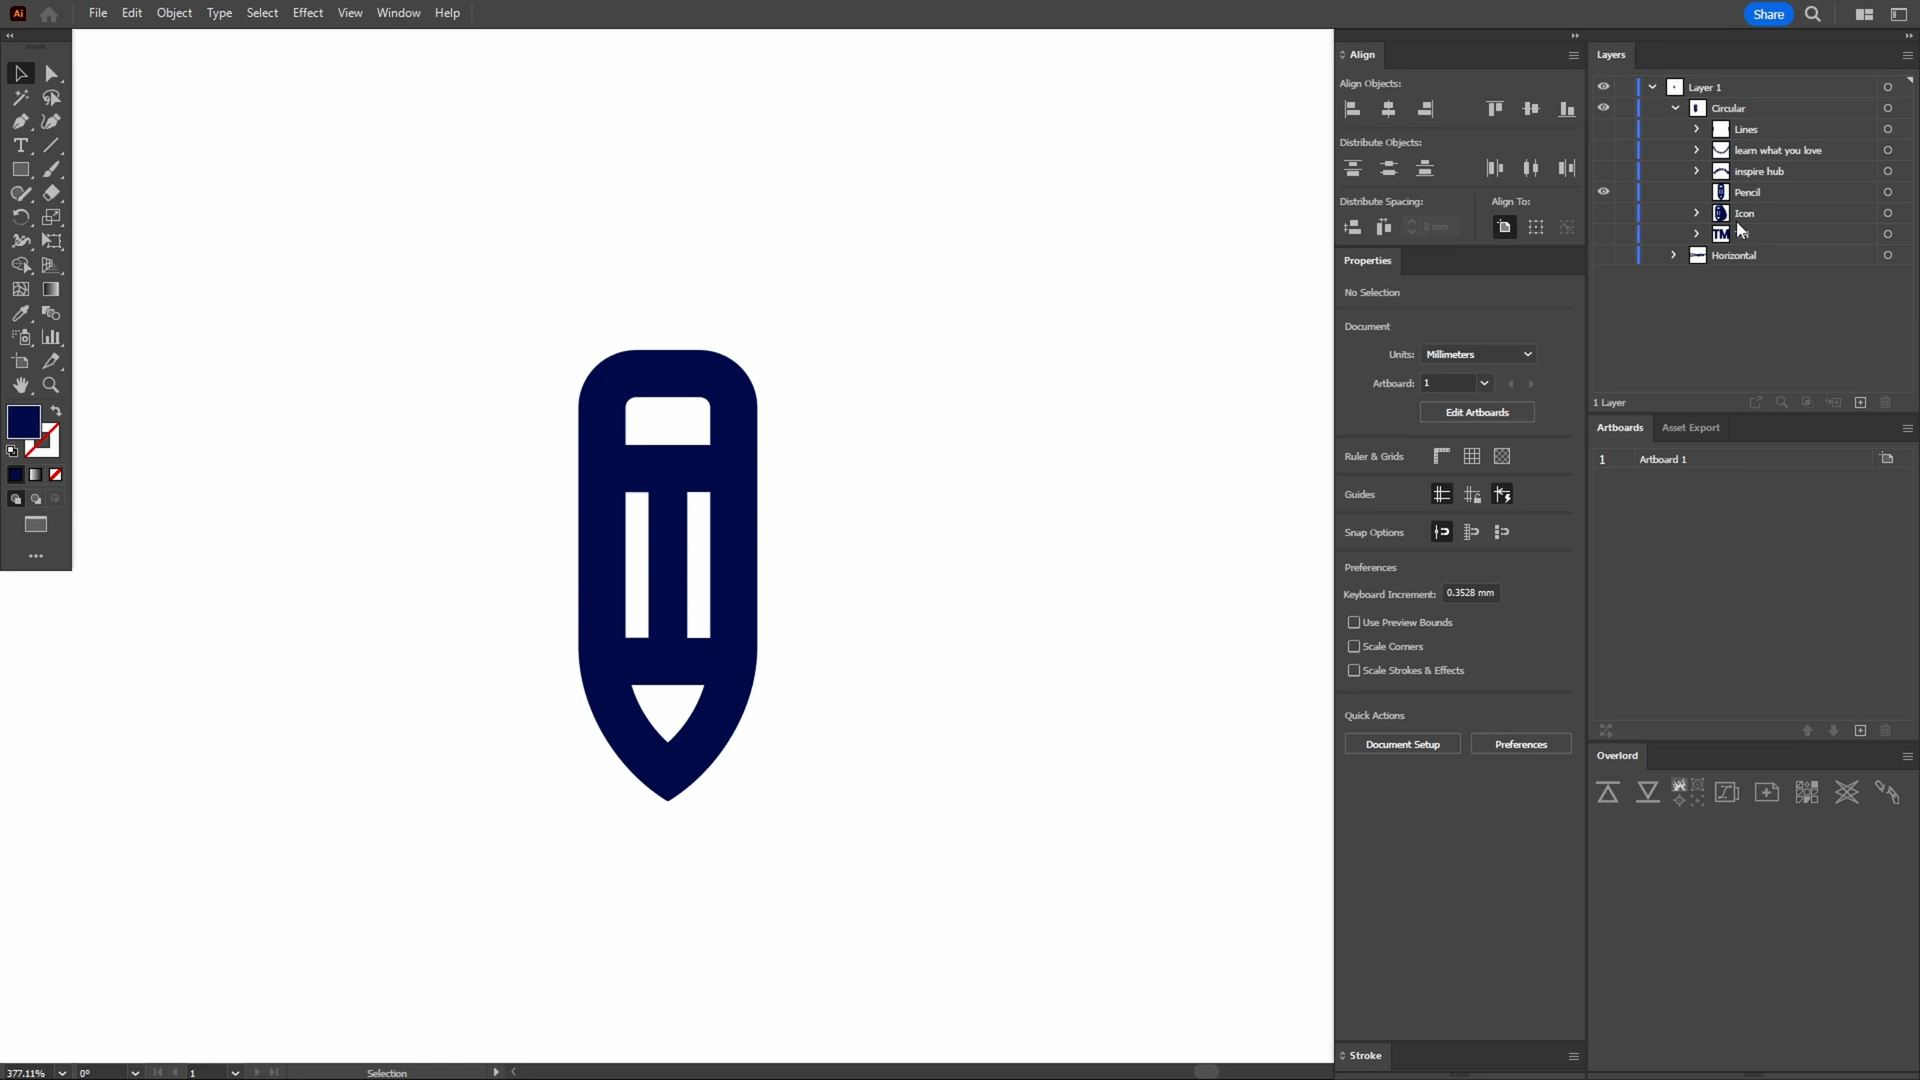 Ai File Edit Object Type Select Effect View Window Help Share
Align
Align Objects:
Distribute Objects:
Distribute Spacing: Align To:
0 mm
Properties
No Selection
Document
Units: Millimeters
Artboard: 1
Edit Artboards
Ruler & Grids
Guides
Snap Options
Preferences
Keyboard Increment: 0.3528 mm
Use Preview Bounds
Scale Corners
Scale Strokes & Effects
Quick Actions
Document Setup Preferences
Stroke
Layers
Layer 1
Circular
Lines
learn what you love
inspire hub
Pencil
Icon
TM
Horizontal
1 Layer
Artboards Asset Export
1 Artboard 1
Overlord
377.11% 0° 1 Selection